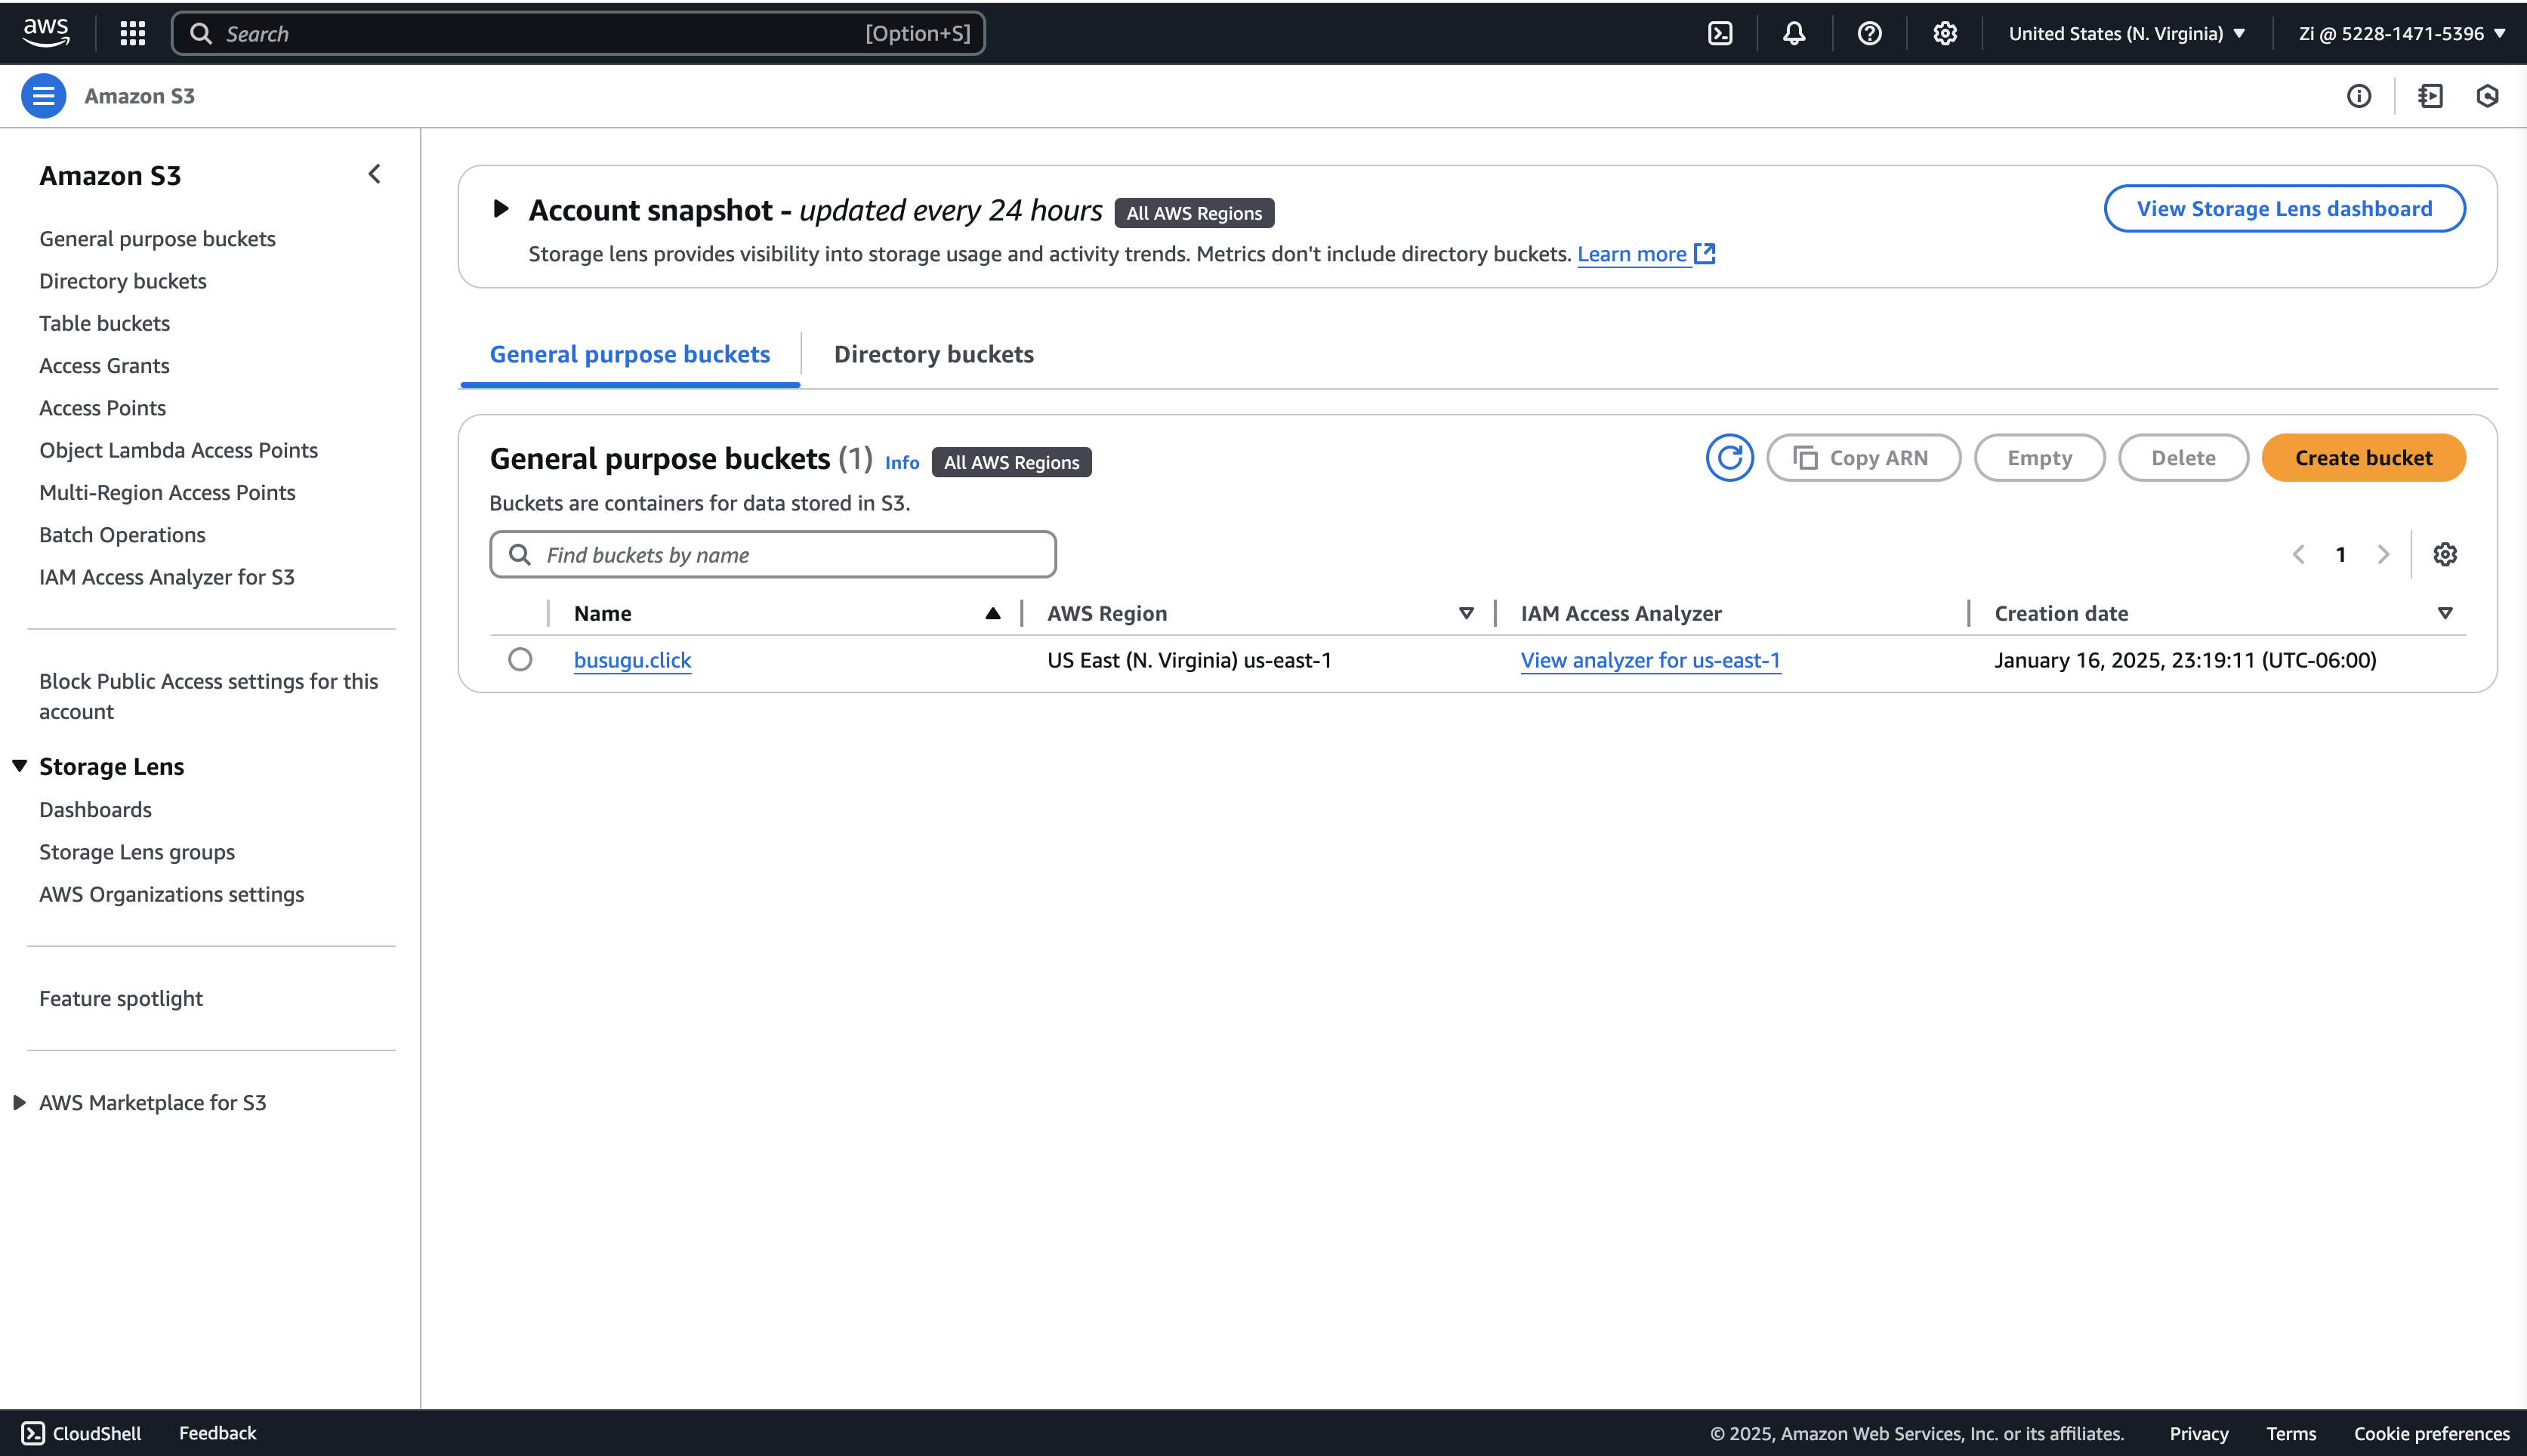 aws
Search [Option+S]
United States (N. Virginia)
Zi @ 5228-1471-5396
Amazon S3
Amazon S3
General purpose buckets
Directory buckets
Table buckets
Access Grants
Access Points
Object Lambda Access Points
Multi-Region Access Points
Batch Operations
IAM Access Analyzer for S3
Block Public Access settings for this
account
Storage Lens
Dashboards
Storage Lens groups
AWS Organizations settings
Feature spotlight
AWS Marketplace for S3
Account snapshot - updated every 24 hours All AWS Regions
View Storage Lens dashboard
Storage lens provides visibility into storage usage and activity trends. Metrics don't include directory buckets. Learn more
General purpose buckets
Directory buckets
General purpose buckets (1) Info All AWS Regions
Copy ARN
Empty
Delete
Create bucket
Buckets are containers for data stored in S3.
Find buckets by name
1
Name AWS Region IAM Access Analyzer Creation date
busugu.click US East (N. Virginia) us-east-1 View analyzer for us-east-1 January 16, 2025, 23:19:11 (UTC-06:00)
CloudShell Feedback © 2025, Amazon Web Services, Inc. or its affiliates. Privacy Terms Cookie preferences